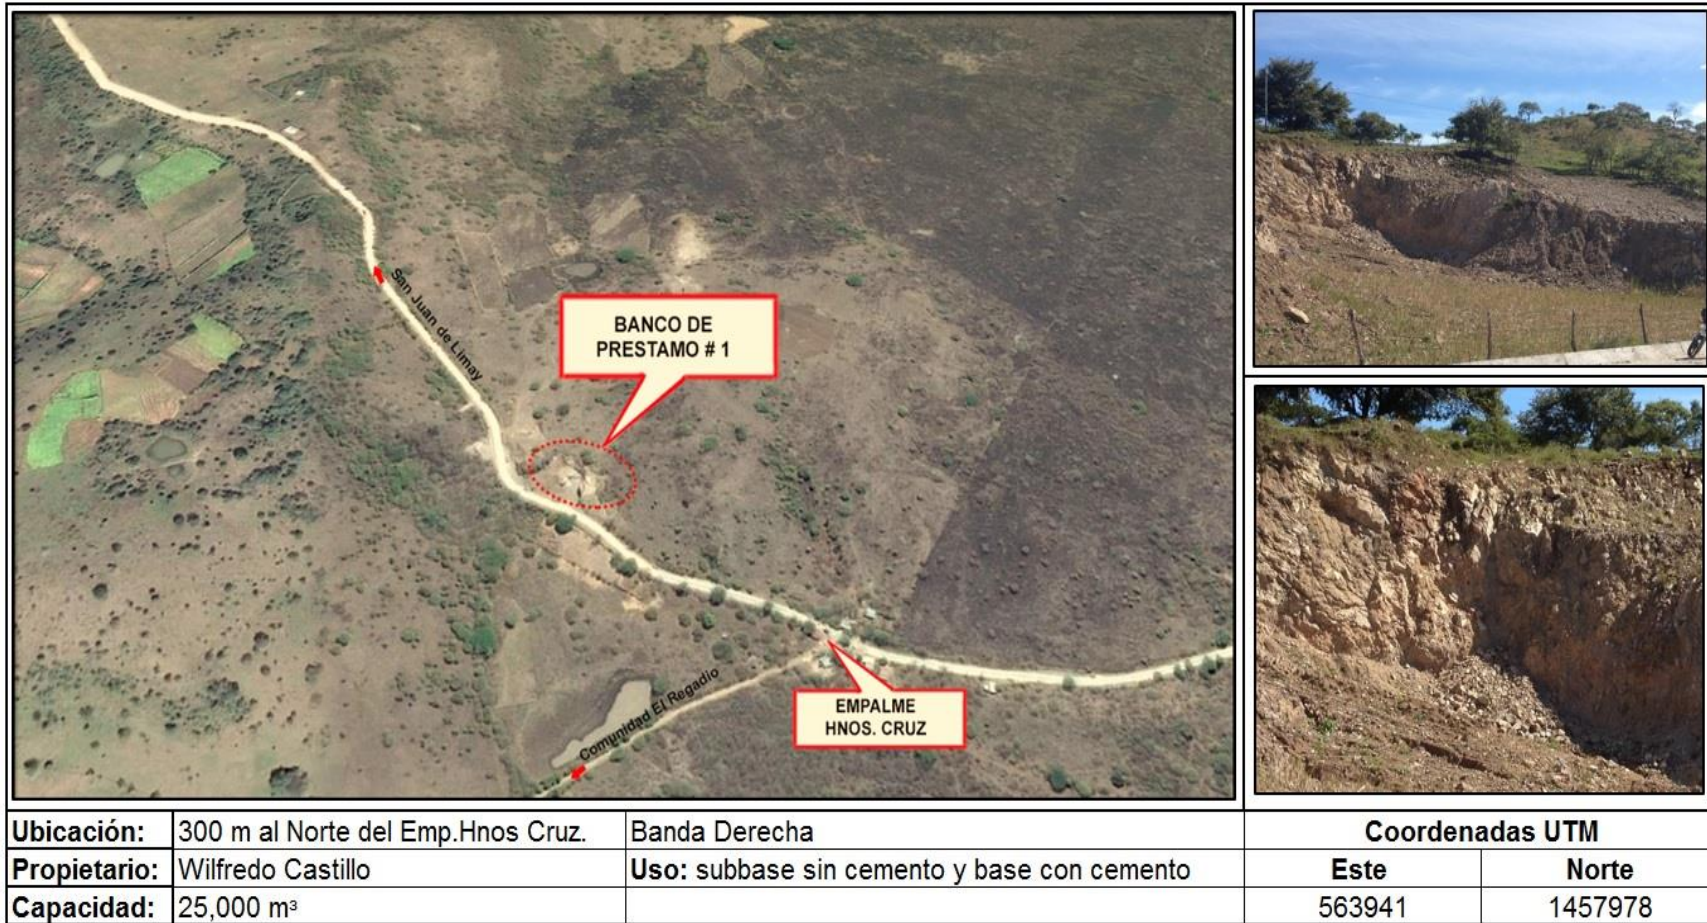 San Juan de Limay
BANCO DE
PRESTAMO # 1
EMPALME
HNOS. CRUZ
Comunidad El Regadio
Ubicación: 300 m al Norte del Emp.Hnos Cruz. Banda Derecha Coordenadas UTM
Propietario: Wilfredo Castillo Uso: subbase sin cemento y base con cemento Este Norte
Capacidad: 25,000 m³ 563941 1457978